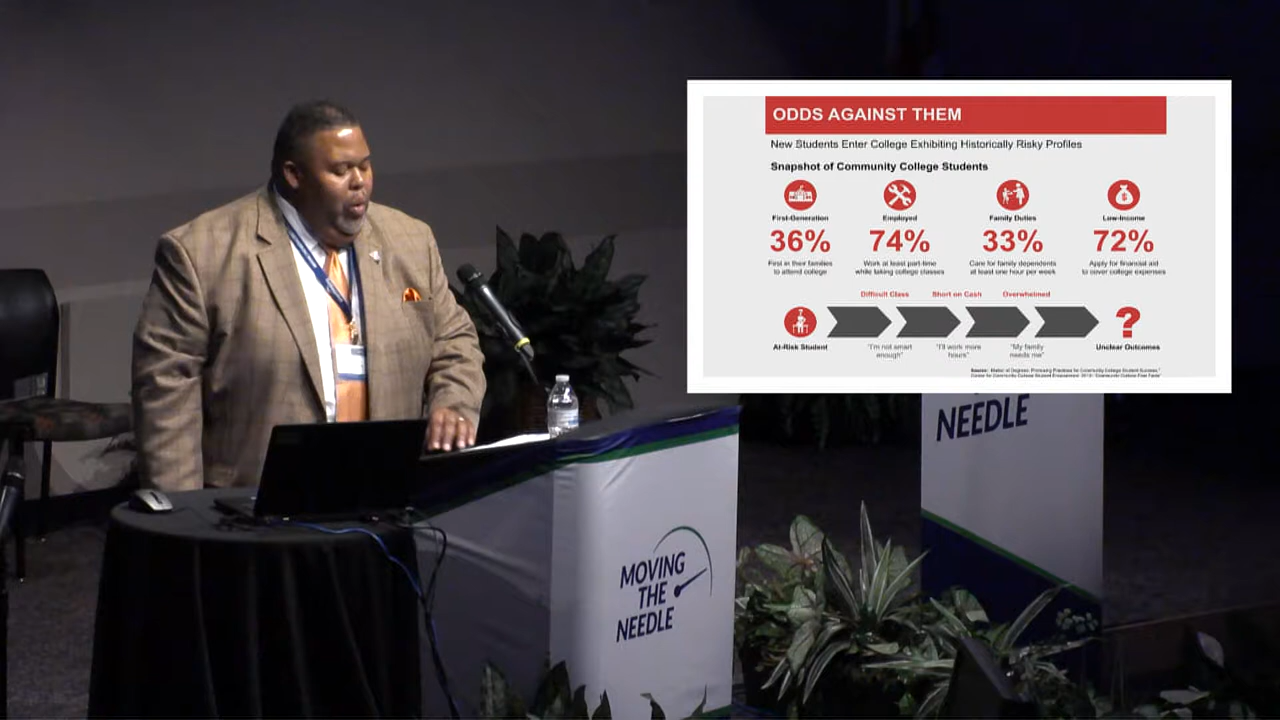 ODDS AGAINST THEM
New Students Enter College Exhibiting Historically Risky Profiles
Snapshot of Community College Students
First-Generation
Employed
Family Duties
Low-Income
36%
74%
33%
72%
First in their families
to attend college
Work at least part-time
while taking college classes
Care for family dependents
at least one hour per week
Apply for financial aid
to cover college expenses
Difficult Class
Short on Cash
Overwhelmed
At-Risk Student
"I'm not smart
enough"
"I'll work more
hours"
"My family
needs me"
?
Unclear Outcomes
NEEDLE
MOVING
THE
NEEDLE